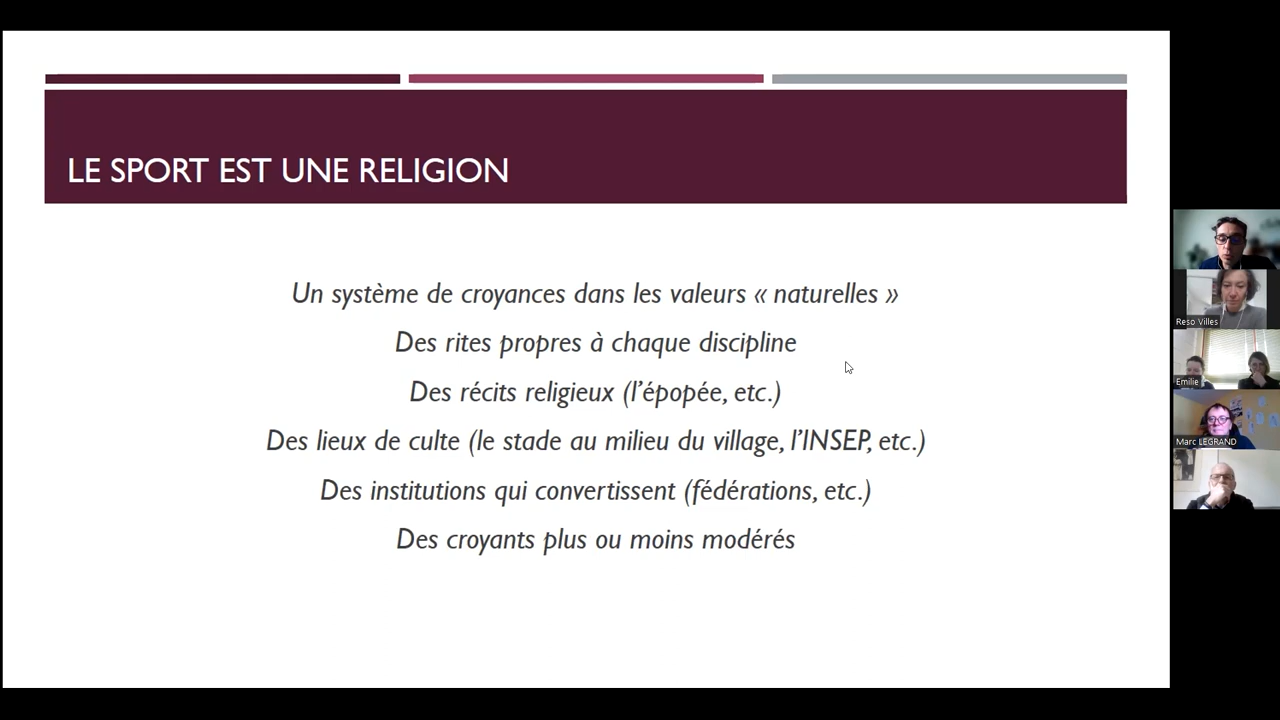 LE SPORT EST UNE RELIGION
Un système de croyances dans les valeurs « naturelles »
Des rites propres à chaque discipline
Des récits religieux (l’épopée, etc.)
Des lieux de culte (le stade au milieu du village, l’INSEP, etc.)
Des institutions qui convertissent (fédérations, etc.)
Des croyants plus ou moins modérés
Reso Villes
Emilie
Marc LEGRAND